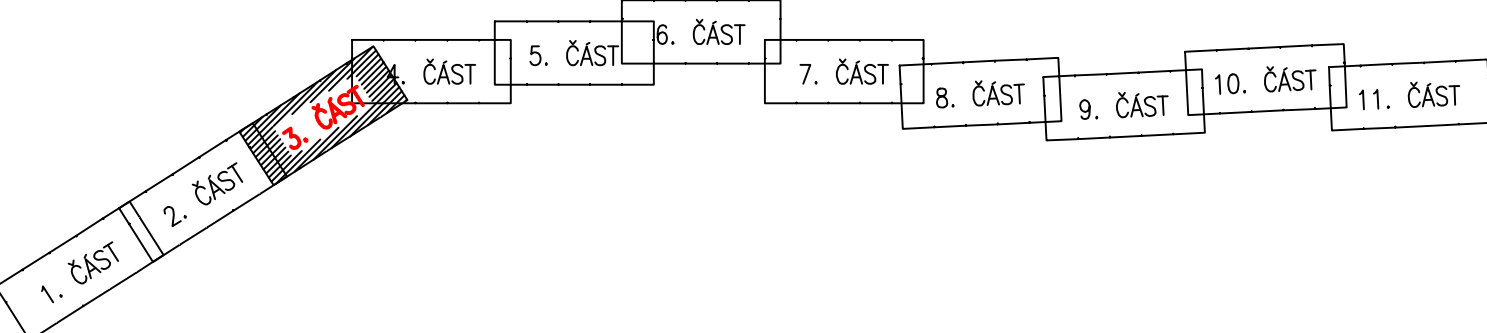 1. ČÁST
2. ČÁST
3. ČÁST
4. ČÁST
5. ČÁST
6. ČÁST
7. ČÁST
8. ČÁST
9. ČÁST
10. ČÁST
11. ČÁST